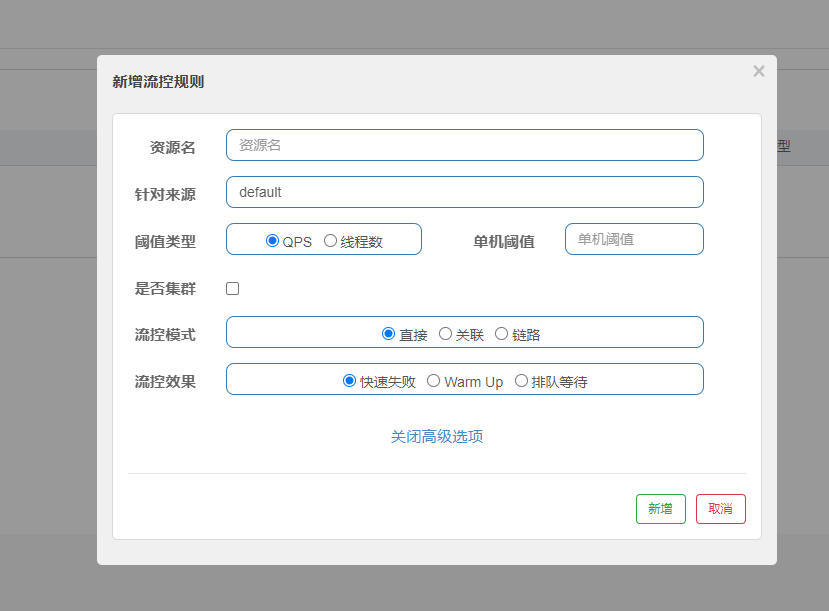 新增流控规则 ×
型
资源名 资源名
针对来源 default
阈值类型 QPS 线程数 单机阈值 单机阈值
是否集群
流控模式 直接 关联 链路
流控效果 快速失败 Warm Up 排队等待
关闭高级选项
新增 取消